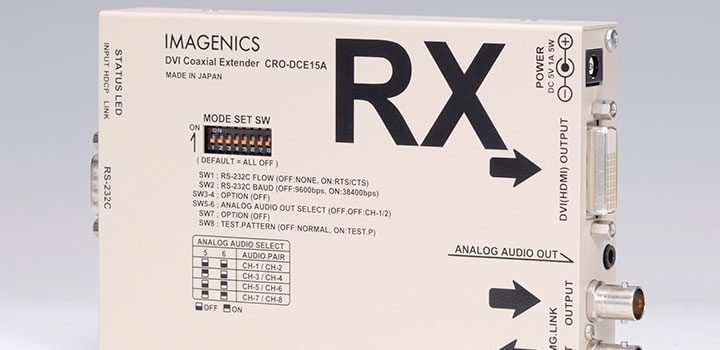 IMAGENICS
DVI Coaxial Extender CRO-DCE15A
MADE IN JAPAN
RX
STATUS LED
INPUT HDCP LINK
RS-232C
MODE SET SW
ON
ON
1 2 3 4 5 6 7 8
( DEFAULT = ALL OFF )
SW1 ; RS-232C FLOW (OFF:NONE, ON:RTS/CTS)
SW2 ; RS-232C BAUD (OFF:9600bps, ON:38400bps)
SW3-4 ; OPTION (OFF)
SW5-6 ; ANALOG AUDIO OUT SELECT (OFF,OFF:CH-1/2)
SW7 ; OPTION (OFF)
SW8 ; TEST.PATTERN (OFF:NORMAL, ON:TEST.P)
ANALOG AUDIO SELECT
5 6 AUDIO.PAIR
CH-1 / CH-2
CH-3 / CH-4
CH-5 / CH-6
CH-7 / CH-8
OFF ON
POWER
DC 5V 1A 5W
DVI(HDMI) OUTPUT
ANALOG AUDIO OUT
OUTPUT
MG.LINK